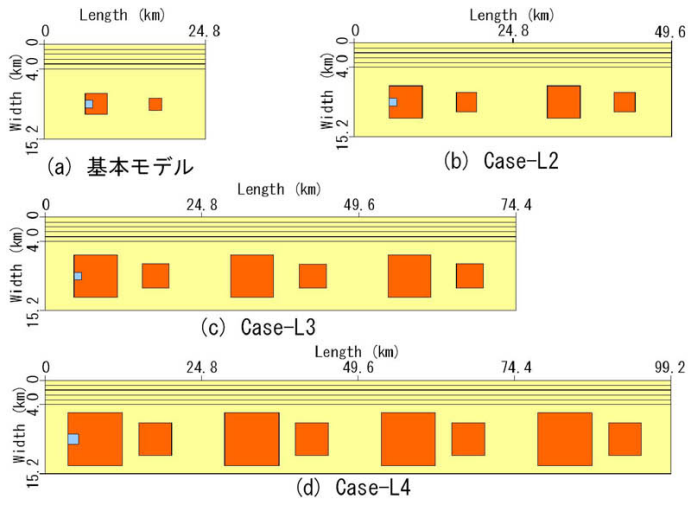 Length (km)
0 24.8
Width (km)
0
4.0
15.2
(a) 基本モデル
Length (km)
0 24.8 49.6
Width (km)
0
4.0
15.2
(b) Case-L2
Length (km)
0 24.8 49.6 74.4
Width (km)
0
4.0
15.2
(c) Case-L3
Length (km)
0 24.8 49.6 74.4 99.2
Width (km)
0
4.0
15.2
(d) Case-L4